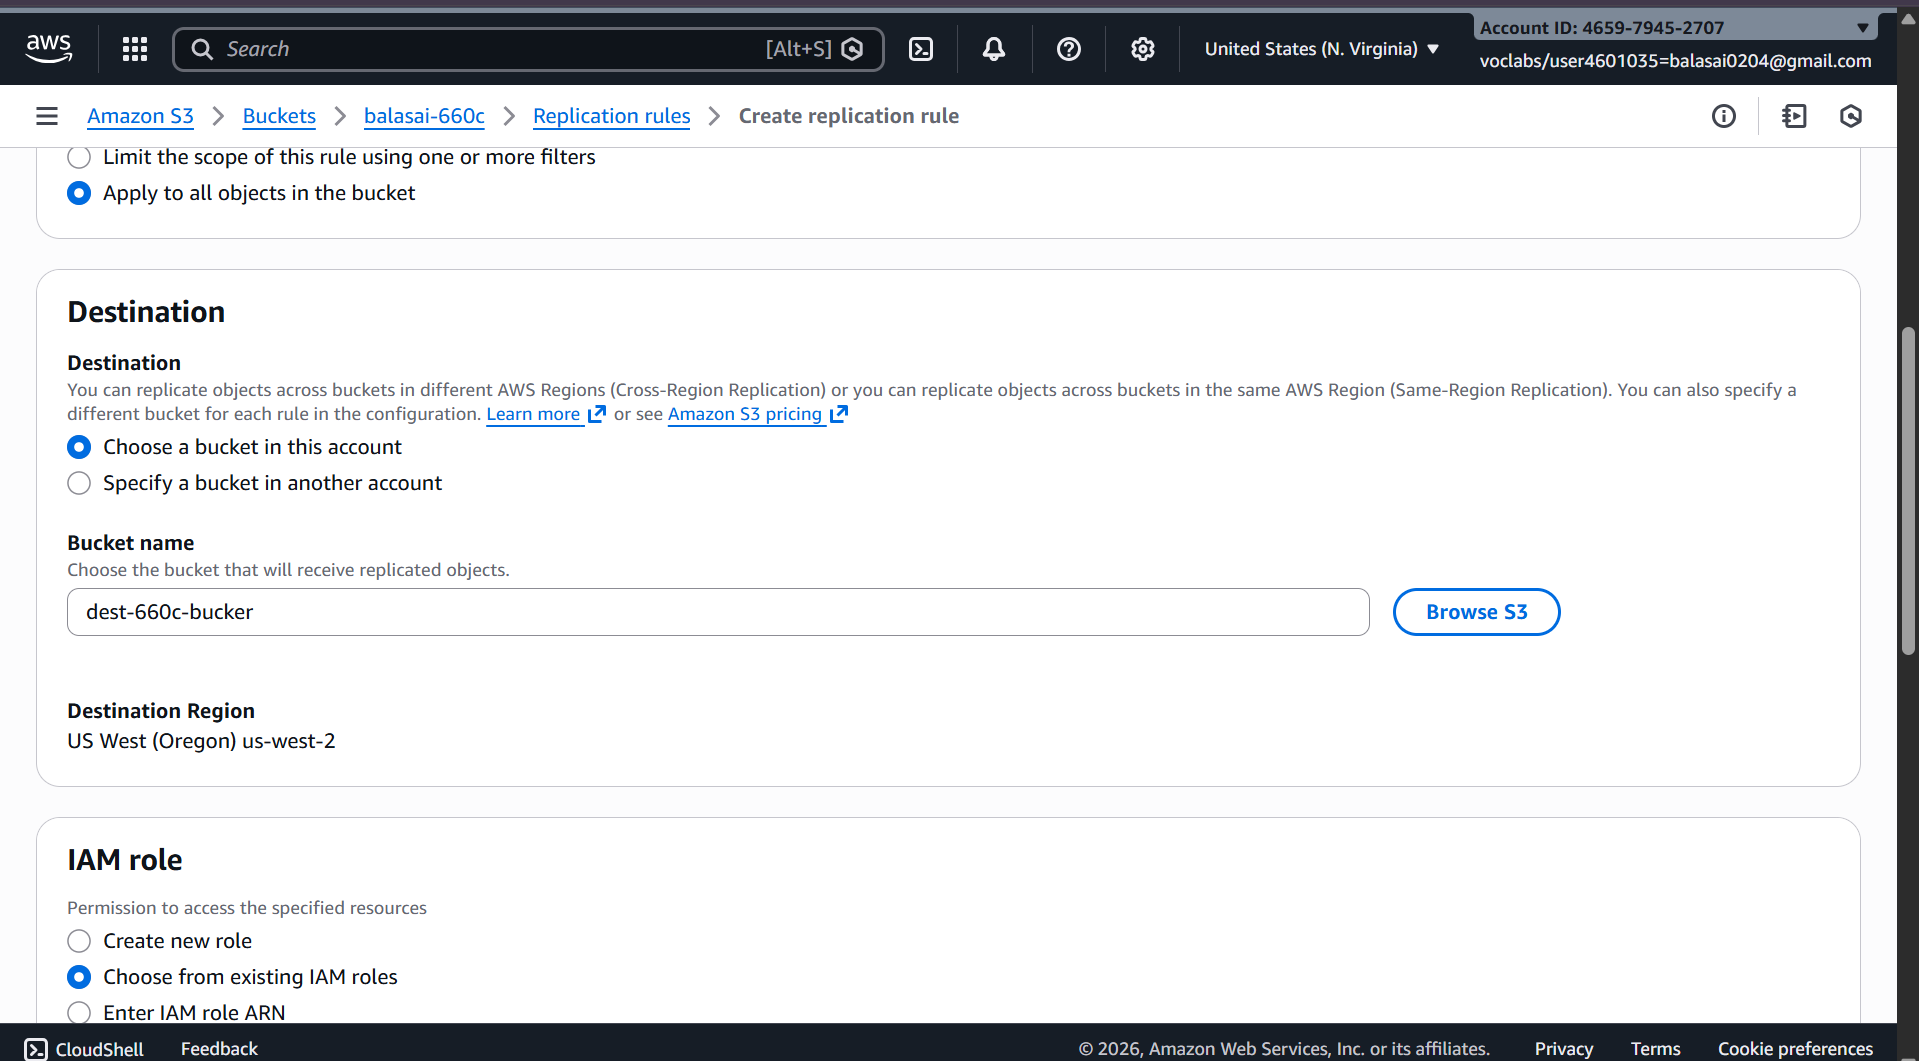 aws
Search [Alt+S]
United States (N. Virginia)
Account ID: 4659-7945-2707
voclabs/user4601035=balasai0204@gmail.com
Amazon S3 > Buckets > balasai-660c > Replication rules > Create replication rule
Limit the scope of this rule using one or more filters
Apply to all objects in the bucket
Destination
Destination
You can replicate objects across buckets in different AWS Regions (Cross-Region Replication) or you can replicate objects across buckets in the same AWS Region (Same-Region Replication). You can also specify a
different bucket for each rule in the configuration. Learn more or see Amazon S3 pricing
Choose a bucket in this account
Specify a bucket in another account
Bucket name
Choose the bucket that will receive replicated objects.
dest-660c-bucker
Browse S3
Destination Region
US West (Oregon) us-west-2
IAM role
Permission to access the specified resources
Create new role
Choose from existing IAM roles
Enter IAM role ARN
CloudShell Feedback © 2026, Amazon Web Services, Inc. or its affiliates. Privacy Terms Cookie preferences